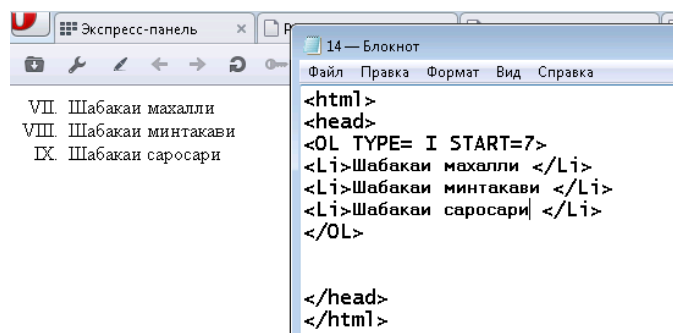 Экспресс-панель
VII. Шабакаи махалли
VIII. Шабакаи минтакави
IX. Шабакаи саросари
14 — Блокнот
Файл Правка Формат Вид Справка
<html>
<head>
<OL TYPE= I START=7>
<Li>Шабакаи махалли </Li>
<Li>Шабакаи минтакави </Li>
<Li>Шабакаи саросари </Li>
</OL>
</head>
</html>